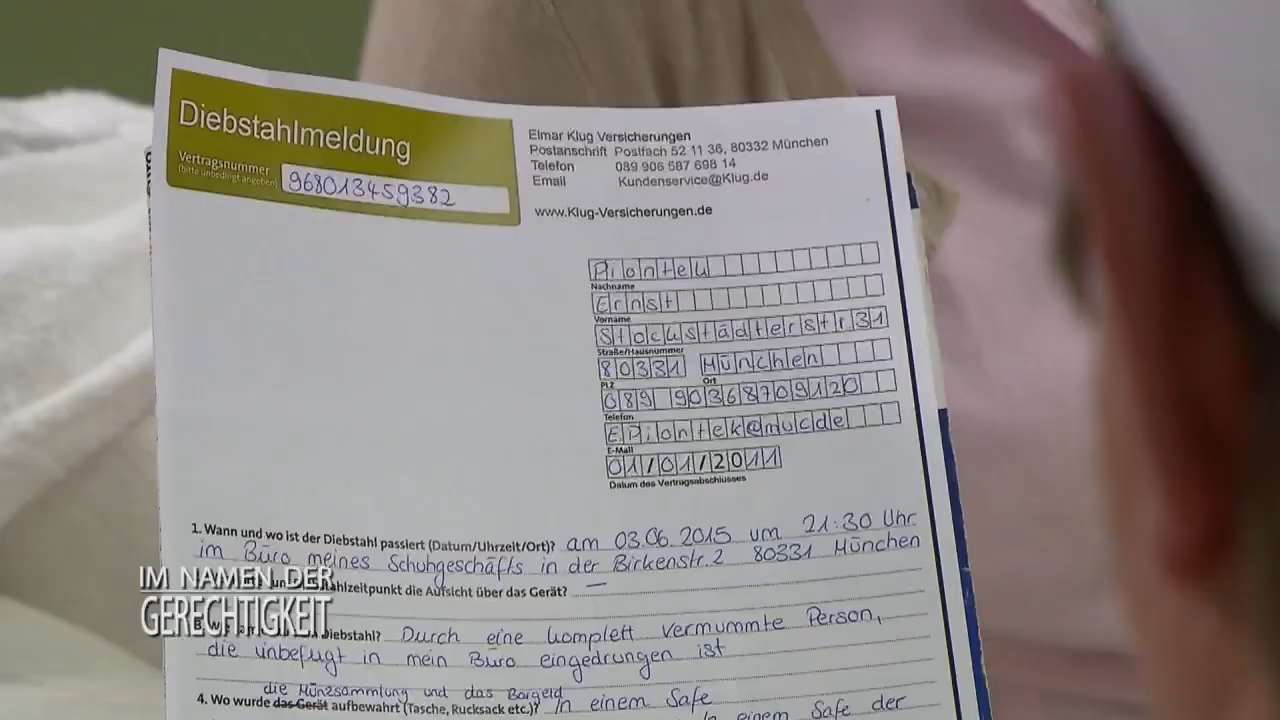 Diebstahlmeldung
Vertragsnummer
(bitte unbedingt angeben)
968013459382
Elmar Klug Versicherungen
Postanschrift Postfach 52 11 36, 80332 München
Telefon 089 906 587 698 14
Email Kundenservice@Klug.de
www.Klug-Versicherungen.de
Piontek
Nachname
Ernst
Vorname
Stockstädterstr31
Straße/Hausnummer
80331 München
PLZ Ort
089 90368709120
Telefon
EPiontek@mucde
E-Mail
01/01/2011
Datum des Vertragsabschlusses
1. Wann und wo ist der Diebstahl passiert (Datum/Uhrzeit/Ort)? am 03.06.2015 um 21:30 Uhr
im Büro meines Schuhgeschäfts in der Birkenstr. 2 80331 München
die Aufsicht über das Gerät? —
Diebstahl? Durch eine komplett vermummte Person,
die unbefugt in mein Büro eingedrungen ist
die Münzsammlung und das Bargeld
4. Wo wurde das Gerät aufbewahrt (Tasche, Rucksack etc.)? In einem Safe
In einem Safe der
IM NAMEN DER
GERECHTIGKEIT